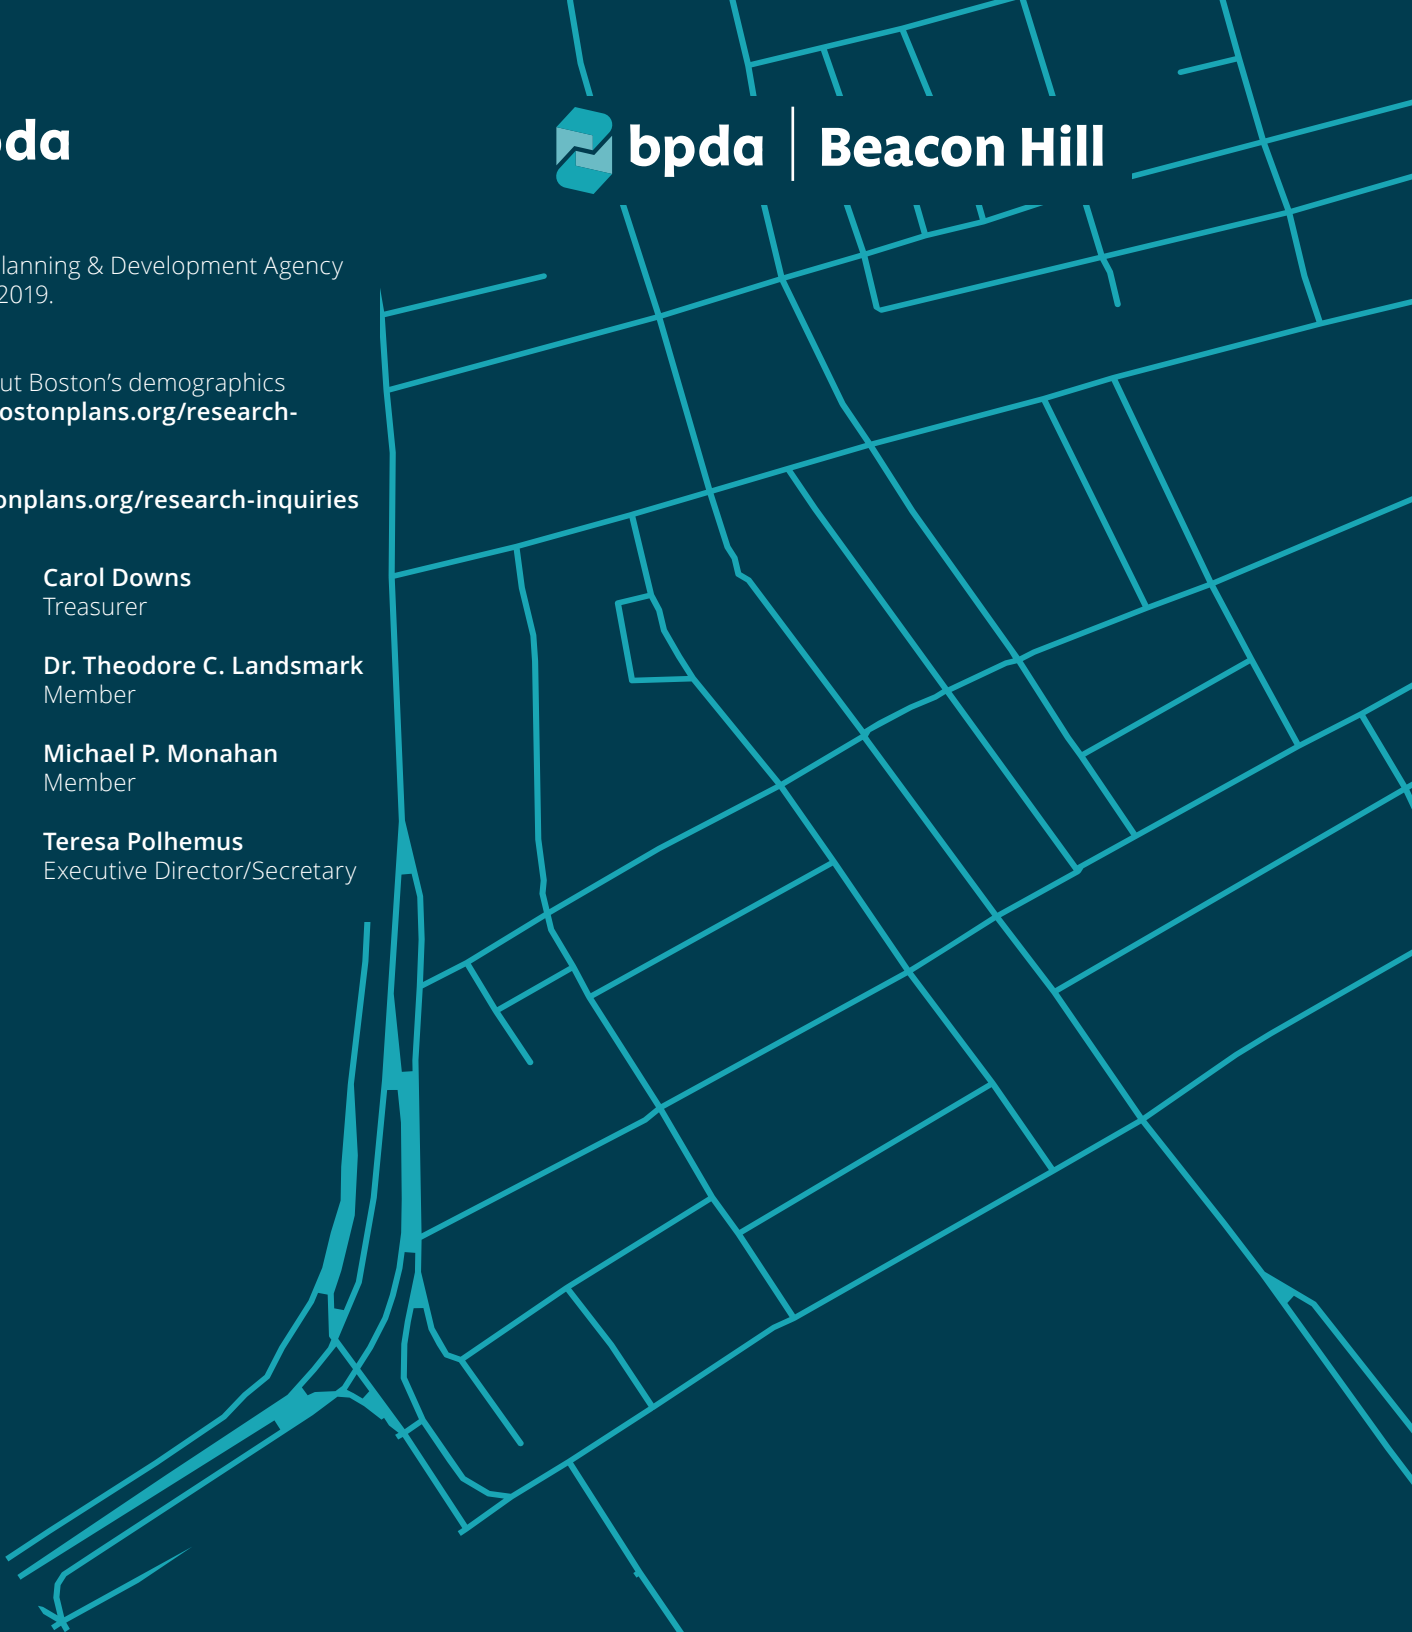 da
bpda | Beacon Hill
lanning & Development Agency
2019.
ut Boston’s demographics
ostonplans.org/research-
onplans.org/research-inquiries
Carol Downs
Treasurer
Dr. Theodore C. Landsmark
Member
Michael P. Monahan
Member
Teresa Polhemus
Executive Director/Secretary